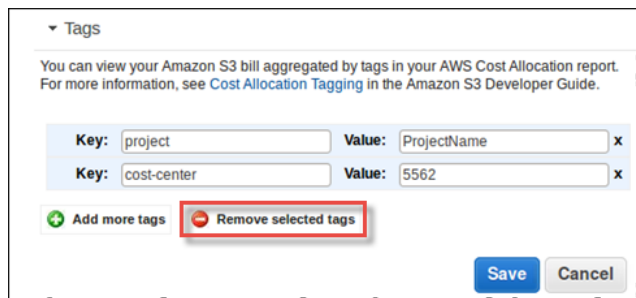 Tags
You can view your Amazon S3 bill aggregated by tags in your AWS Cost Allocation report.
For more information, see Cost Allocation Tagging in the Amazon S3 Developer Guide.
Key: project Value: ProjectName x
Key: cost-center Value: 5562 x
Add more tags Remove selected tags
Save Cancel